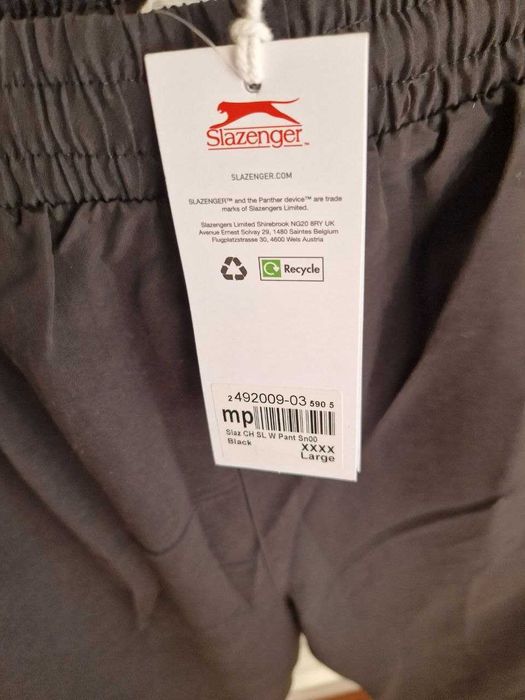 Slazenger
SLAZENGER.COM
SLAZENGER™ and the Panther device™ are trade
marks of Slazengers Limited.
Slazengers Limited Shirebrook NG20 8RY UK
Avenue Ernest Solvay 29, 1480 Saintes Belgium
Flugplatzstrasse 30, 4600 Wels Austria
Recycle
2 492009-03 590 5
mp
Slaz CH SL W Pant Sn00
Black XXXX
Large